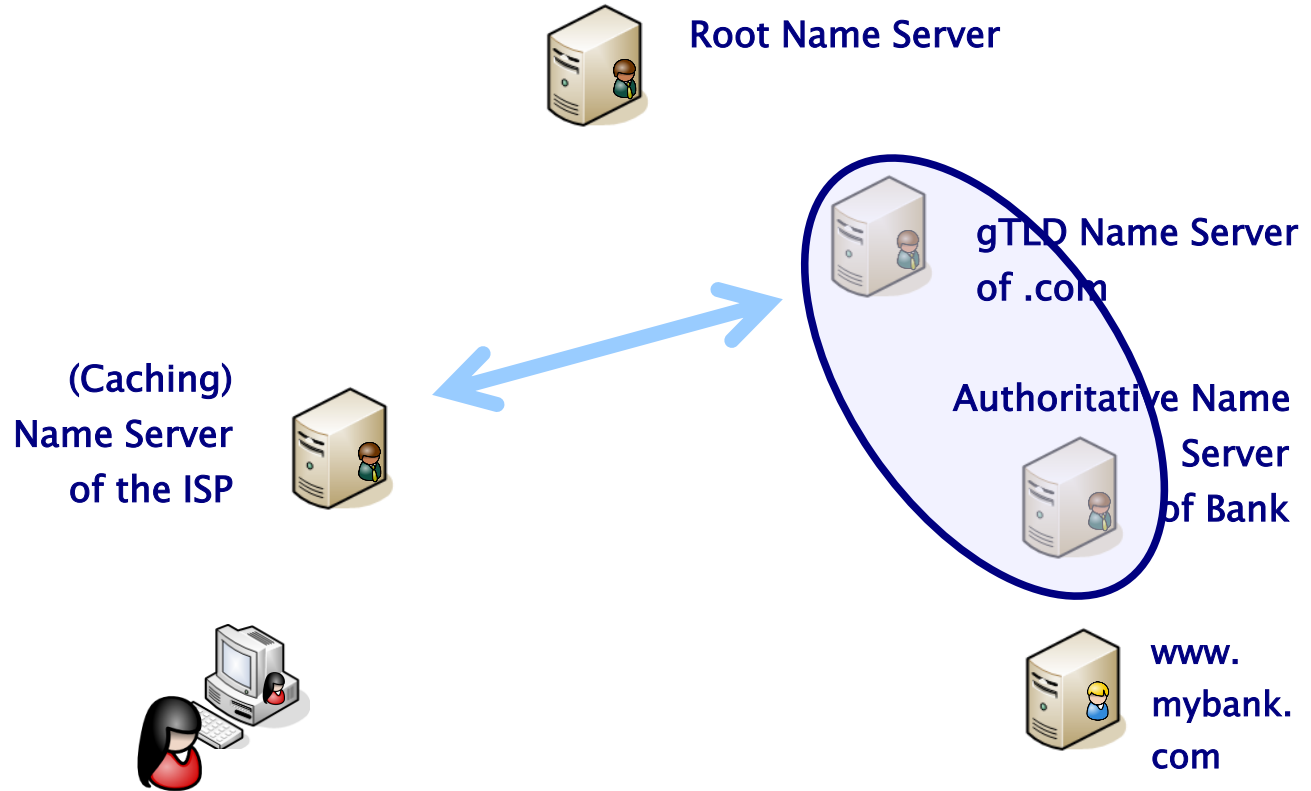 Root Name Server
gTLD Name Server
of .com
(Caching)
Name Server
of the ISP
Authoritative Name
Server
of Bank
www.
mybank.
com